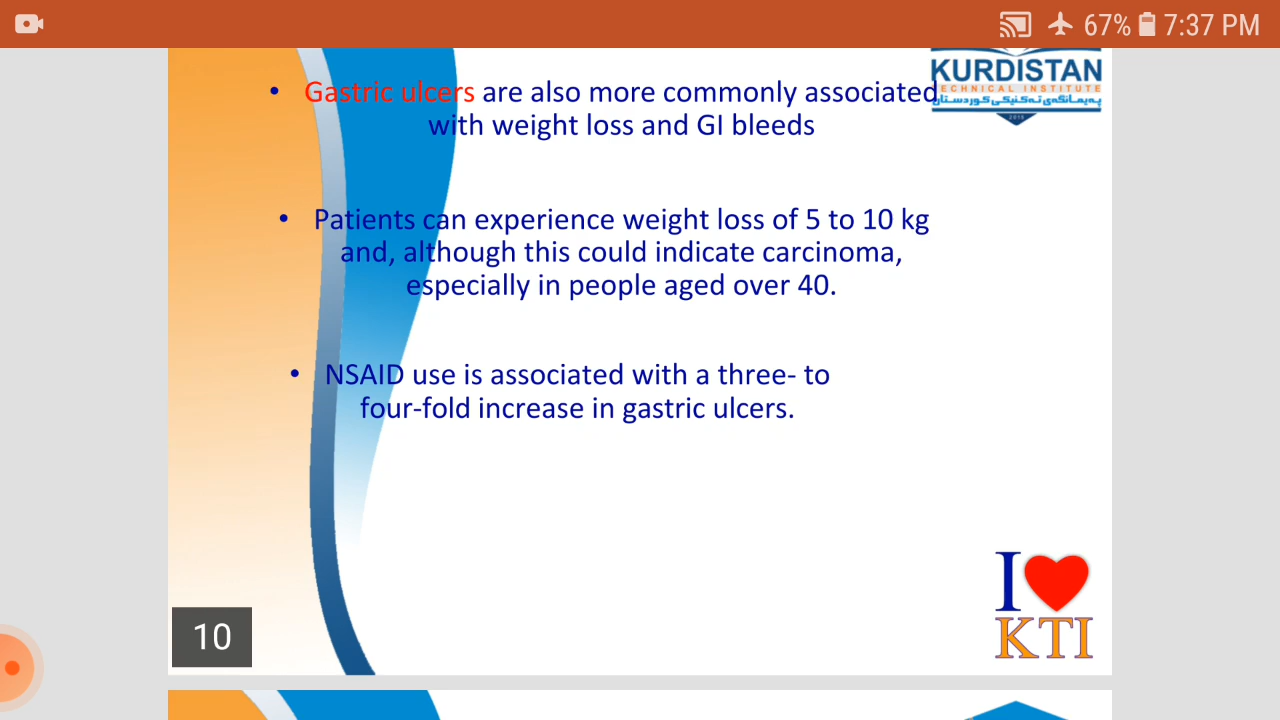 67% 7:37 PM
KURDISTAN
TECHNICAL INSTITUTE
پەیمانگەی تەکنیکی کوردستان
• Gastric ulcers are also more commonly associated
with weight loss and GI bleeds
• Patients can experience weight loss of 5 to 10 kg
and, although this could indicate carcinoma,
especially in people aged over 40.
• NSAID use is associated with a three- to
four-fold increase in gastric ulcers.
I
KTI
10